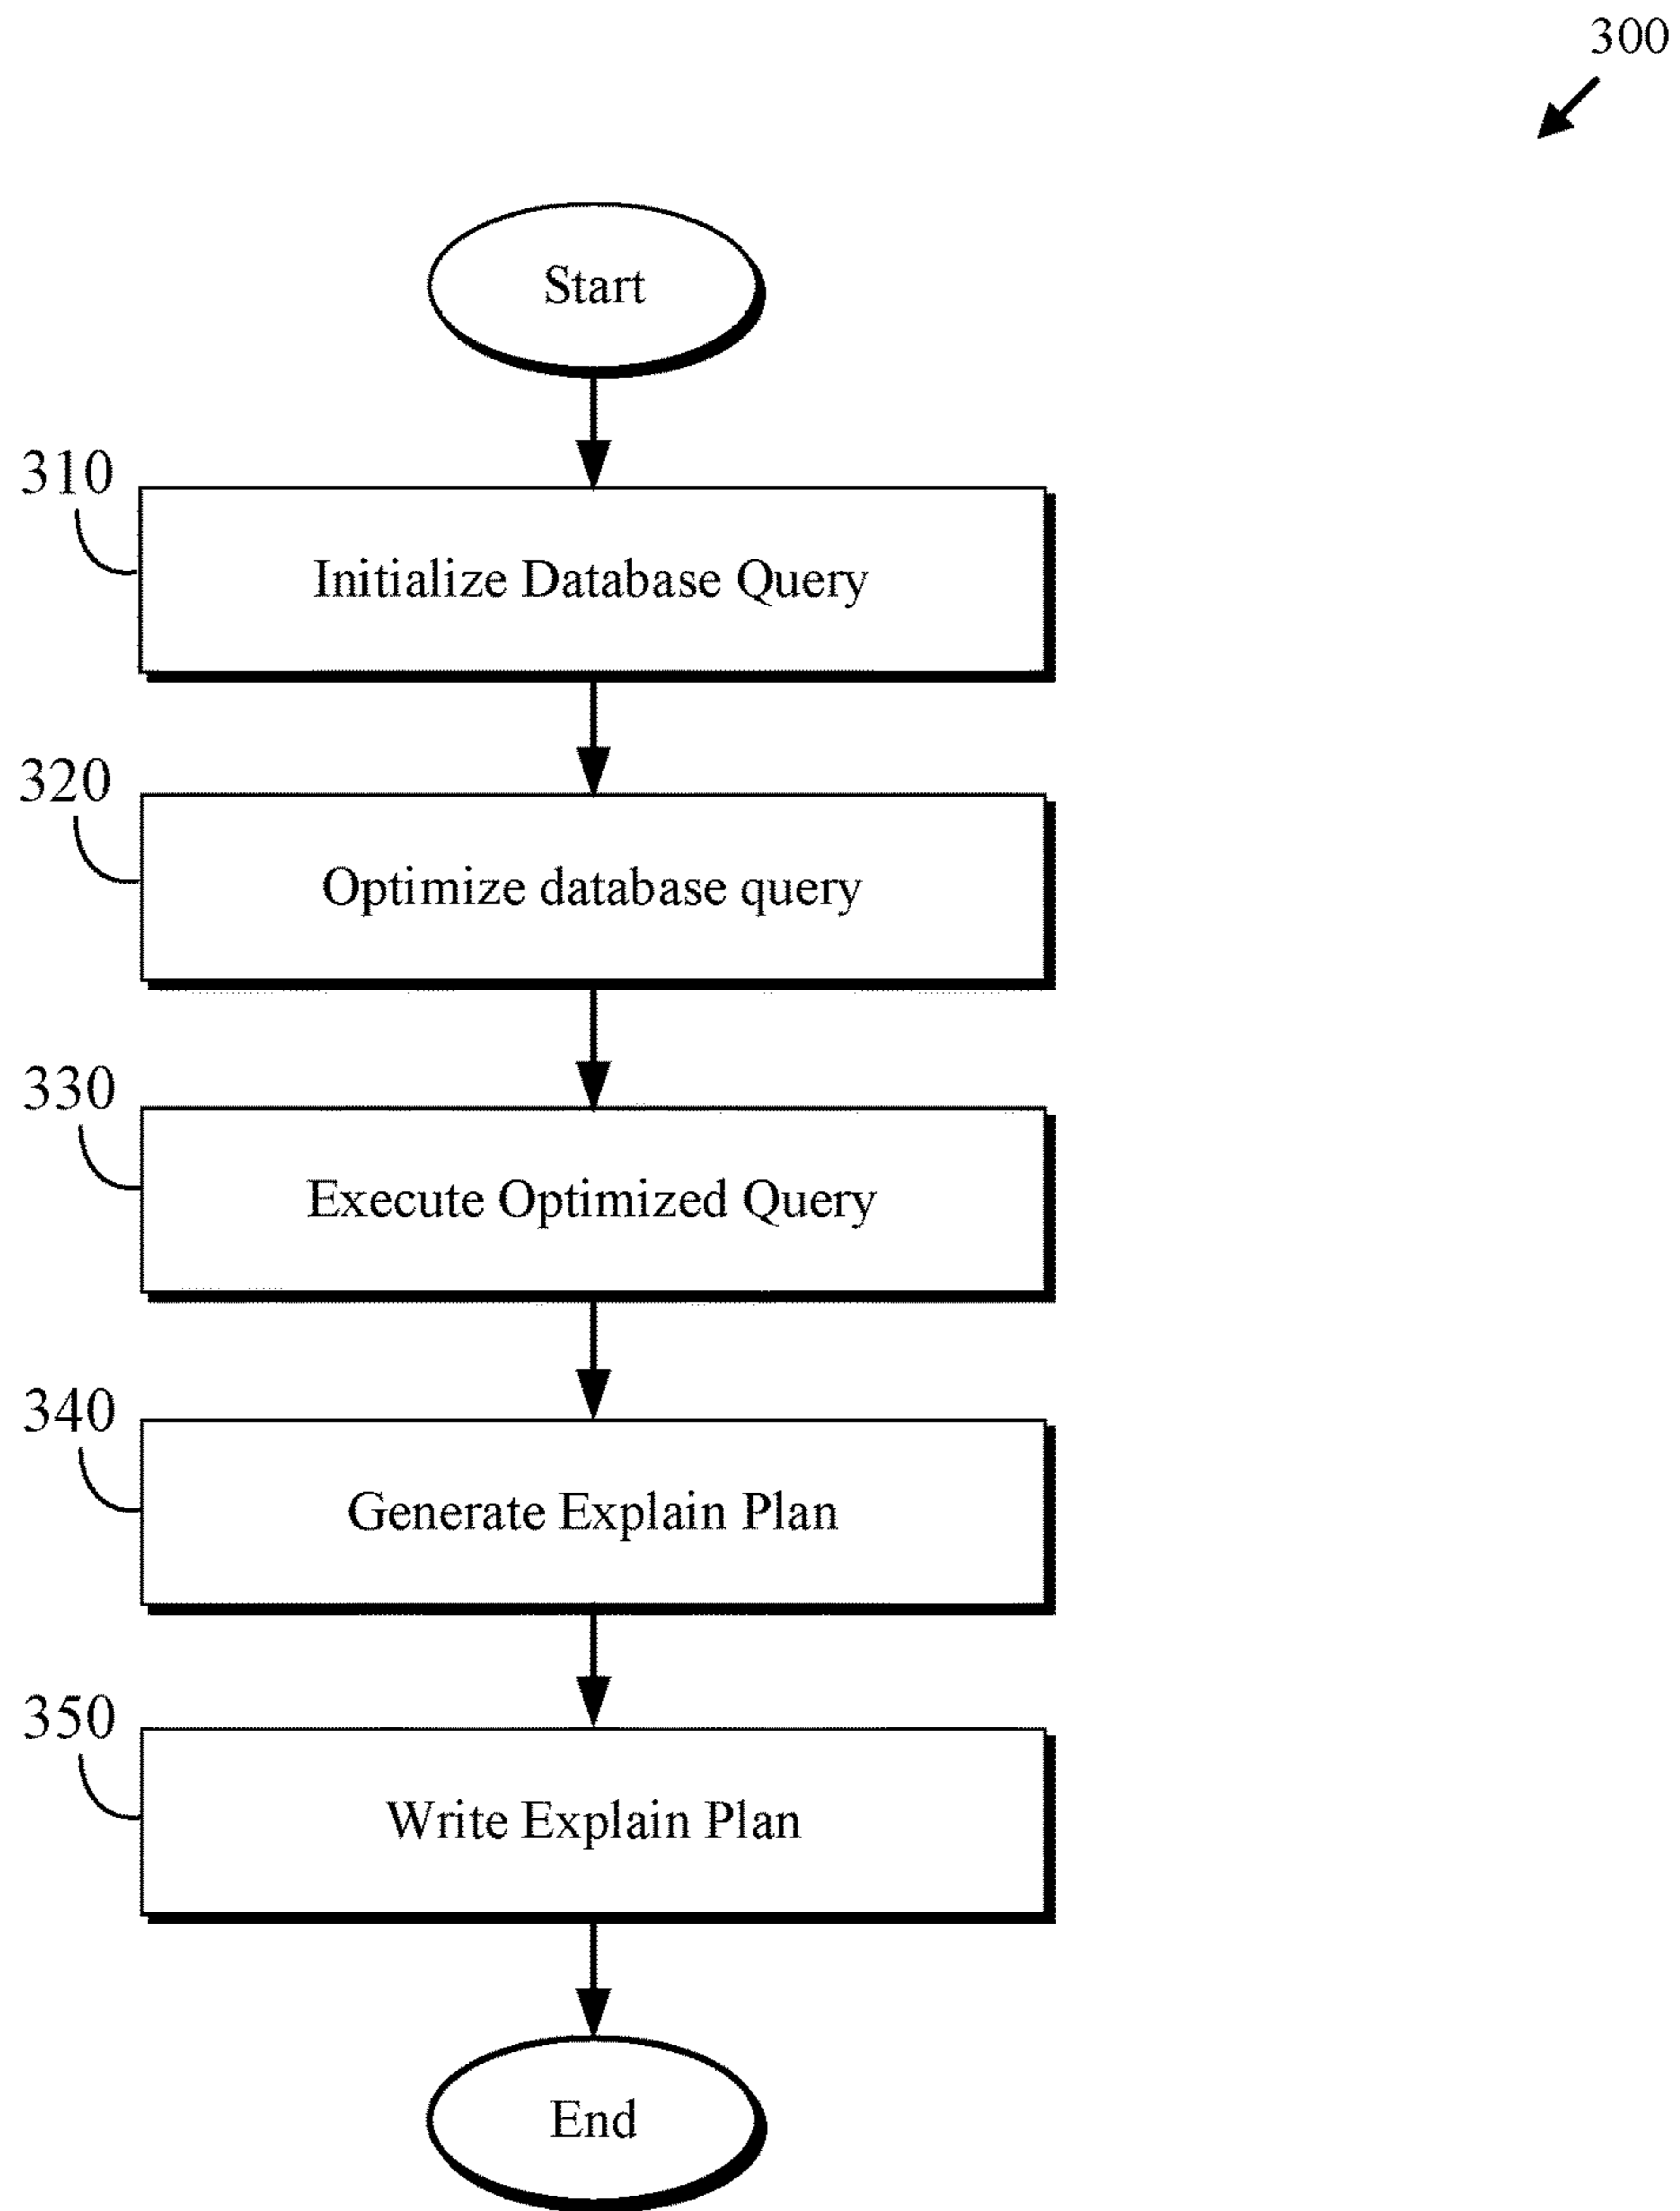 300
Start
310
Initialize Database Query
320
Optimize database query
330
Execute Optimized Query
340
Generate Explain Plan
350
Write Explain Plan
End